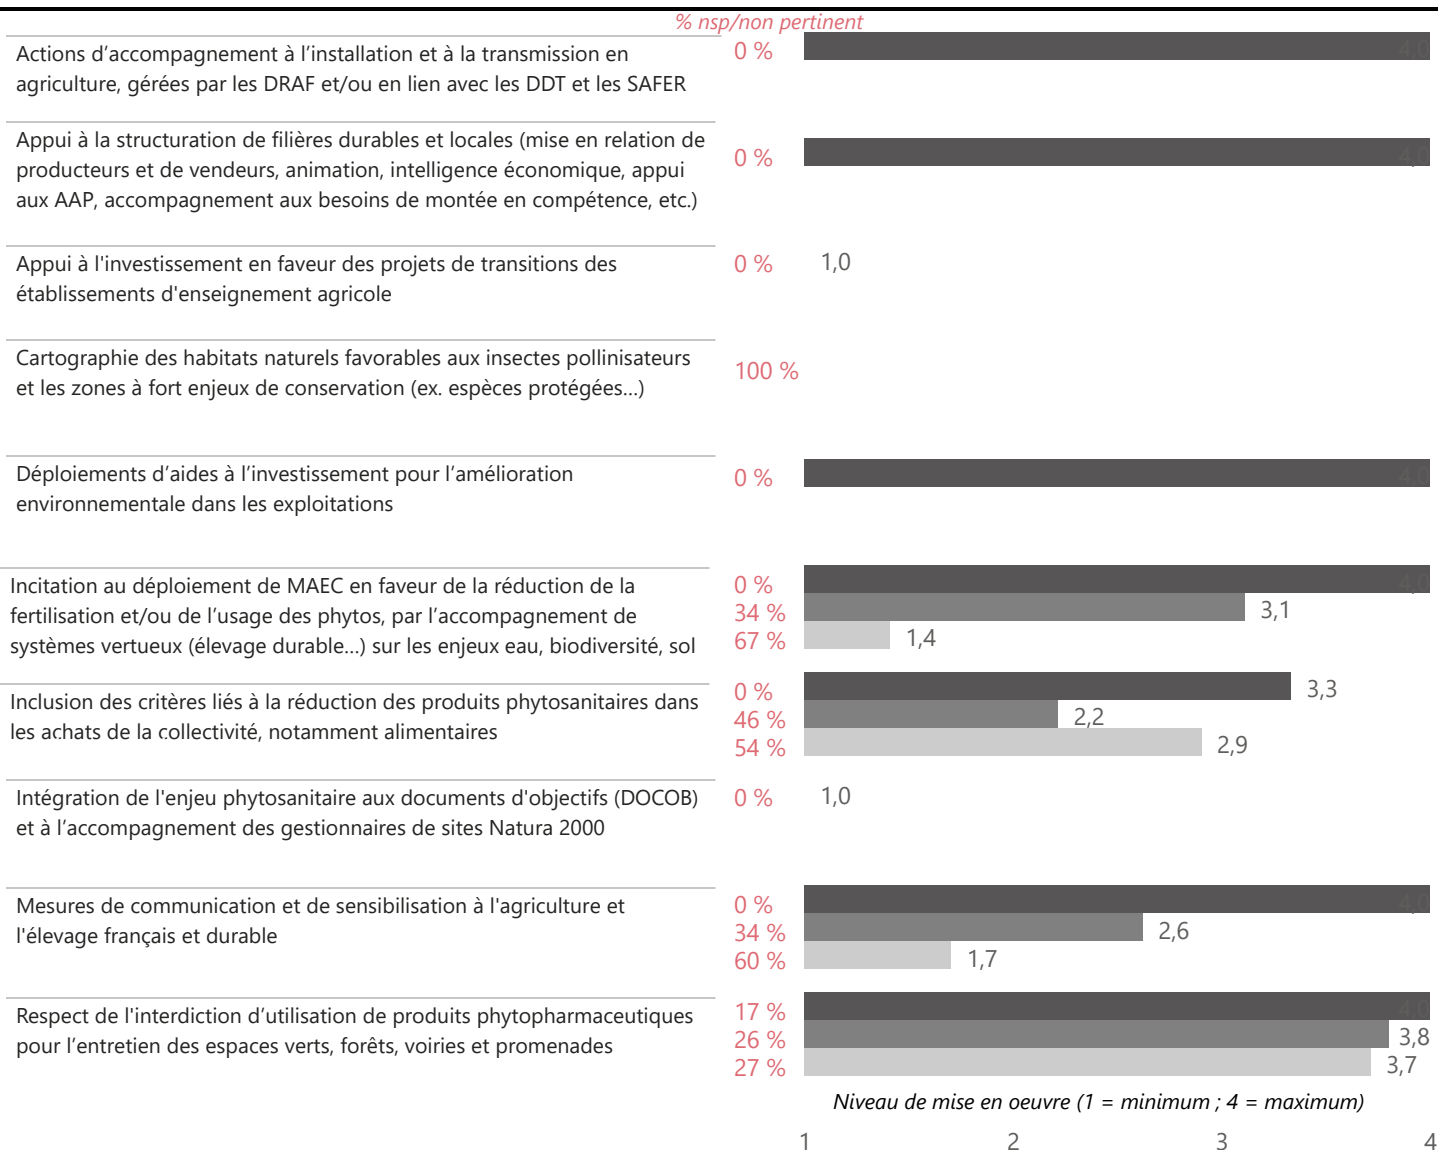 % nsp/non pertinent
Actions d’accompagnement à l’installation et à la transmission en
agriculture, gérées par les DRAF et/ou en lien avec les DDT et les SAFER
0 %
4,0
Appui à la structuration de filières durables et locales (mise en relation de
producteurs et de vendeurs, animation, intelligence économique, appui
aux AAP, accompagnement aux besoins de montée en compétence, etc.)
0 %
4,0
Appui à l'investissement en faveur des projets de transitions des
établissements d'enseignement agricole
0 %
1,0
Cartographie des habitats naturels favorables aux insectes pollinisateurs
et les zones à fort enjeux de conservation (ex. espèces protégées…)
100 %
Déploiements d’aides à l’investissement pour l’amélioration
environnementale dans les exploitations
0 %
4,0
Incitation au déploiement de MAEC en faveur de la réduction de la
fertilisation et/ou de l’usage des phytos, par l’accompagnement de
systèmes vertueux (élevage durable…) sur les enjeux eau, biodiversité, sol
0 %
4,0
34 %
3,1
67 %
1,4
Inclusion des critères liés à la réduction des produits phytosanitaires dans
les achats de la collectivité, notamment alimentaires
0 %
3,3
46 %
2,2
54 %
2,9
Intégration de l'enjeu phytosanitaire aux documents d'objectifs (DOCOB)
et à l’accompagnement des gestionnaires de sites Natura 2000
0 %
1,0
Mesures de communication et de sensibilisation à l'agriculture et
l'élevage français et durable
0 %
4,0
34 %
2,6
60 %
1,7
Respect de l'interdiction d’utilisation de produits phytopharmaceutiques
pour l’entretien des espaces verts, forêts, voiries et promenades
17 %
4,0
26 %
3,8
27 %
3,7
Niveau de mise en oeuvre (1 = minimum ; 4 = maximum)
1 2 3 4